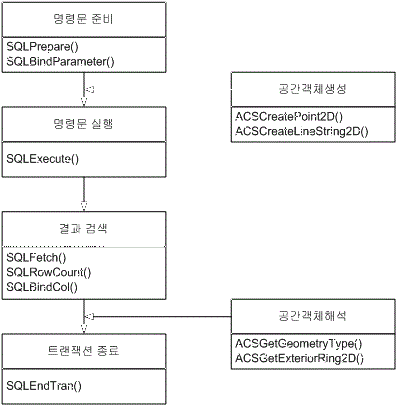 명령문 준비
SQLPrepare()
SQLBindParameter()
공간객체생성
ACSCreatePoint2D()
ACSCreateLineString2D()
명령문 실행
SQLExecute()
결과 검색
SQLFetch()
SQLRowCount()
SQLBindCol()
공간객체해석
ACSGetGeometryType()
ACSGetExteriorRing2D()
트랜잭션 종료
SQLEndTran()